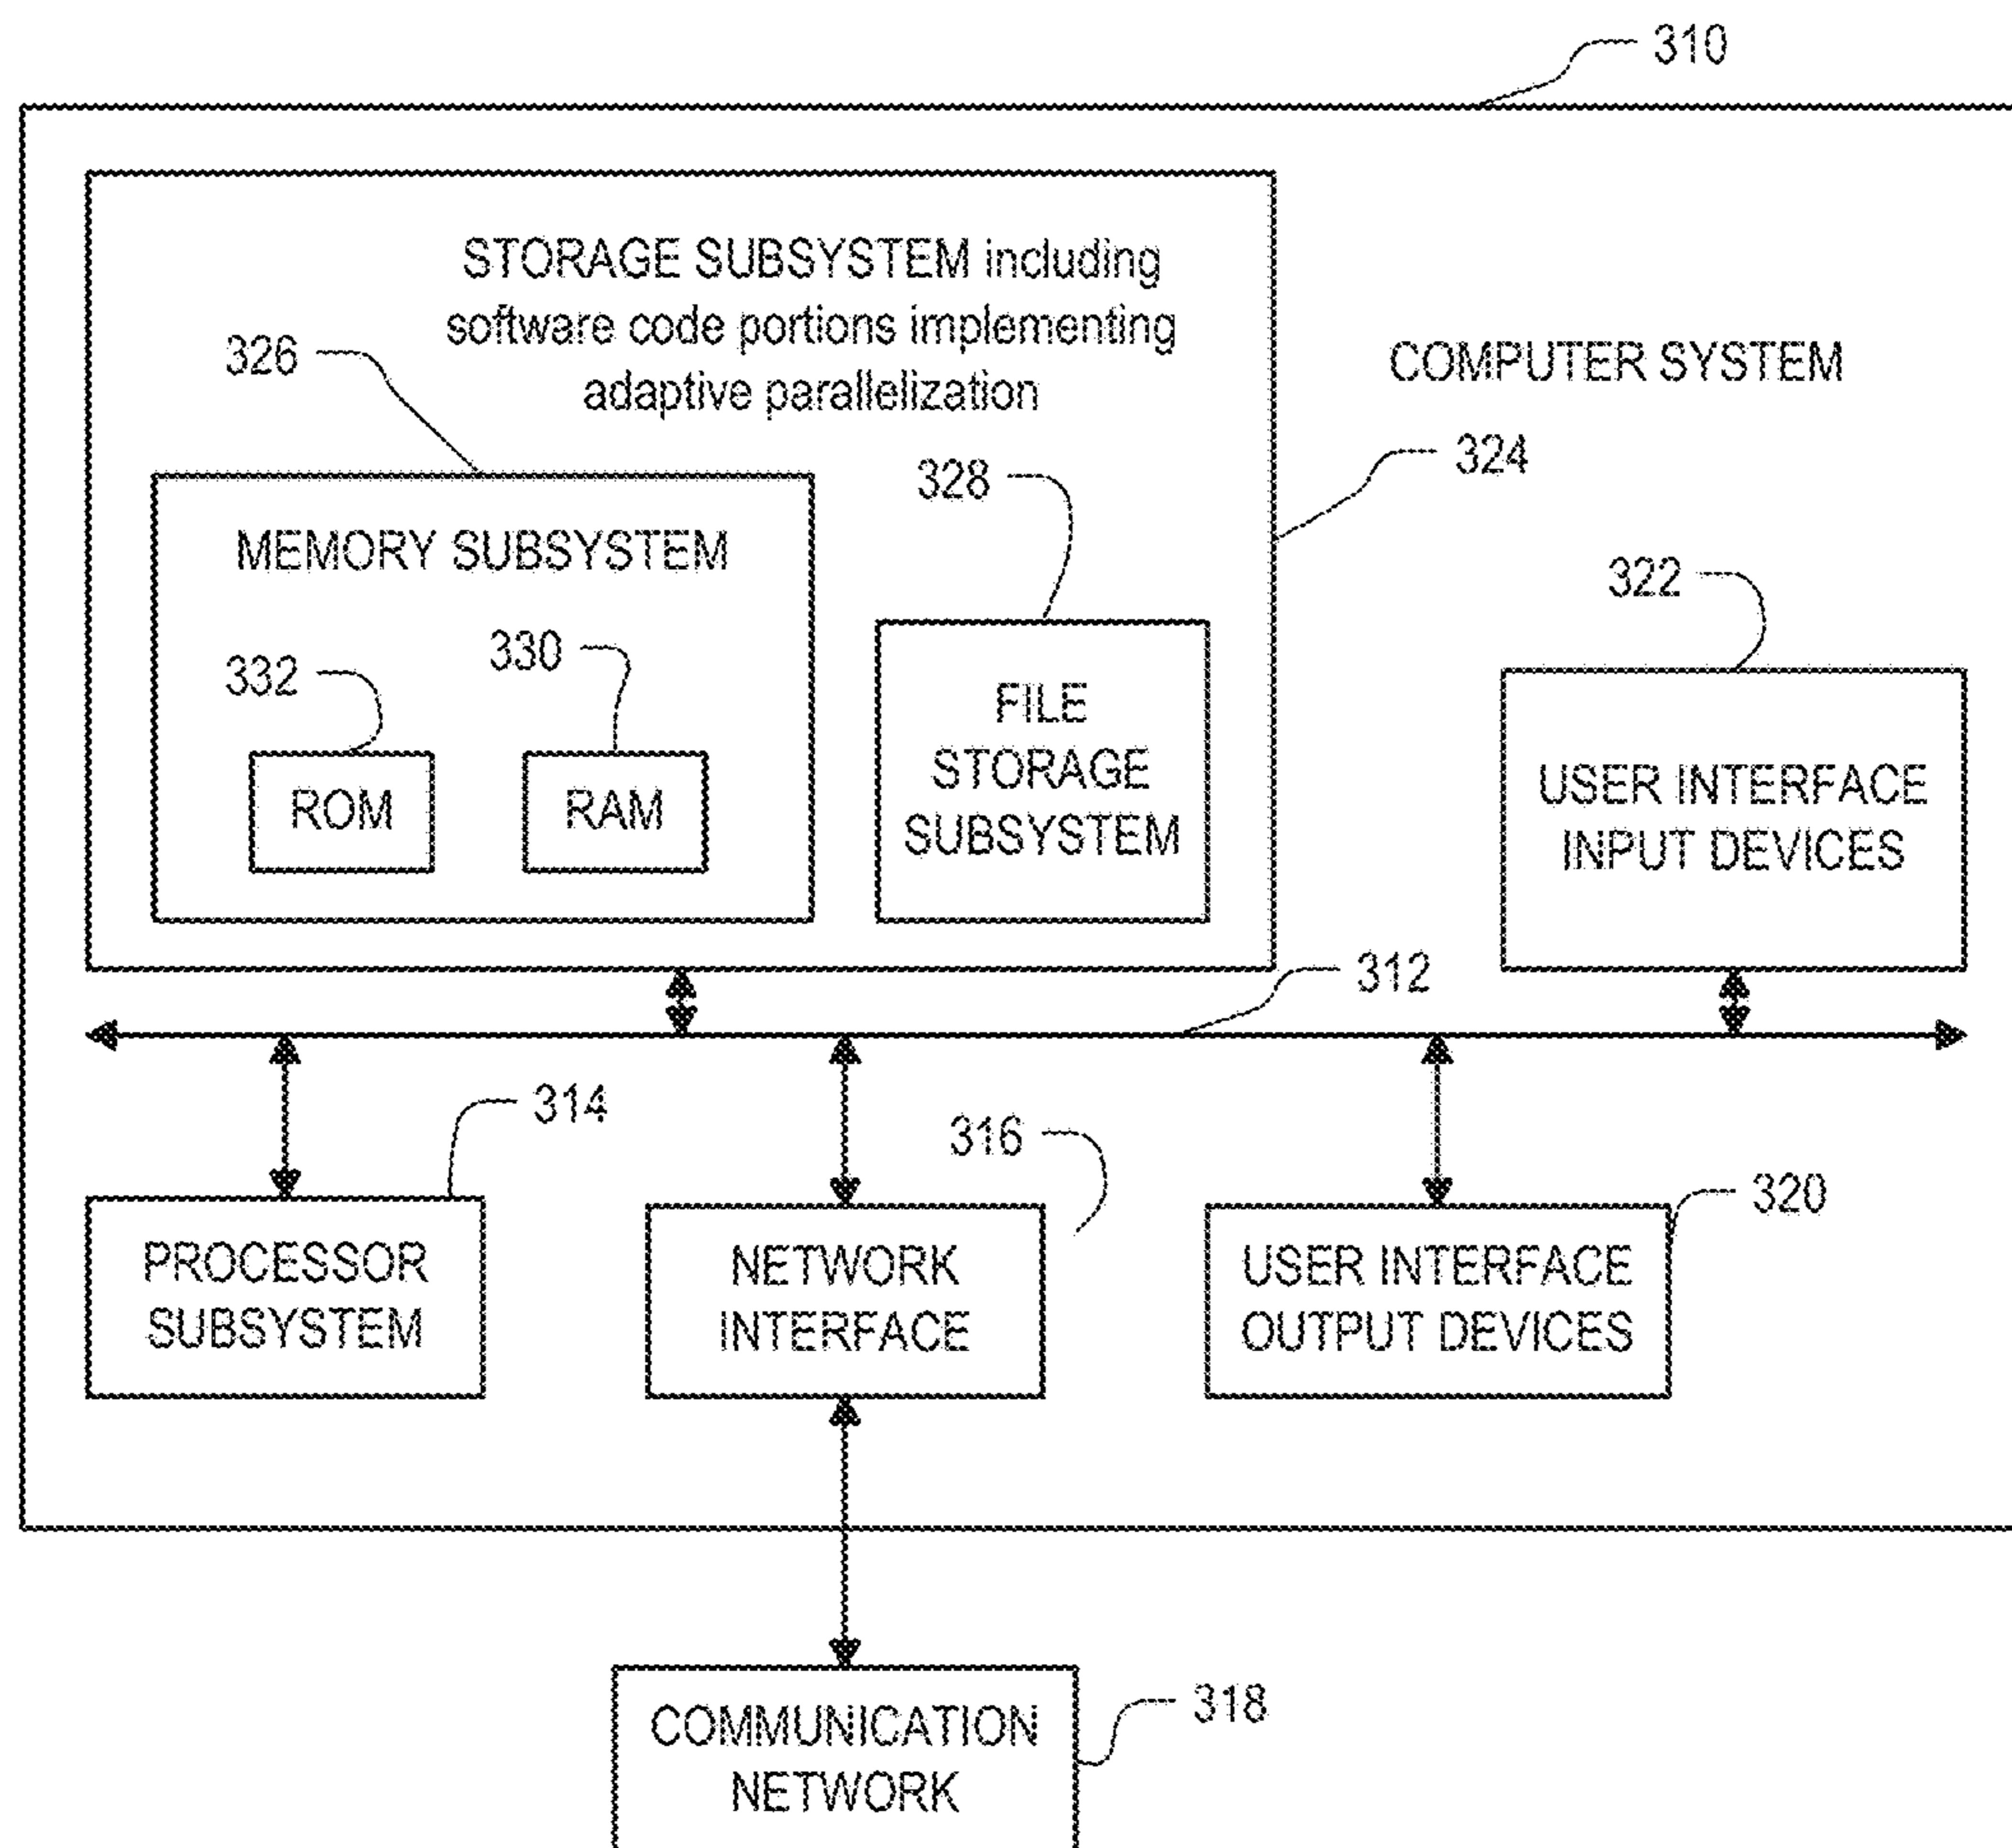 310
STORAGE SUBSYSTEM including
software code portions implementing
adaptive parallelization
326
COMPUTER SYSTEM
324
328
MEMORY SUBSYSTEM
322
332
330
ROM
RAM
FILE
STORAGE
SUBSYSTEM
USER INTERFACE
INPUT DEVICES
312
314
316
320
PROCESSOR
SUBSYSTEM
NETWORK
INTERFACE
USER INTERFACE
OUTPUT DEVICES
COMMUNICATION
NETWORK
318